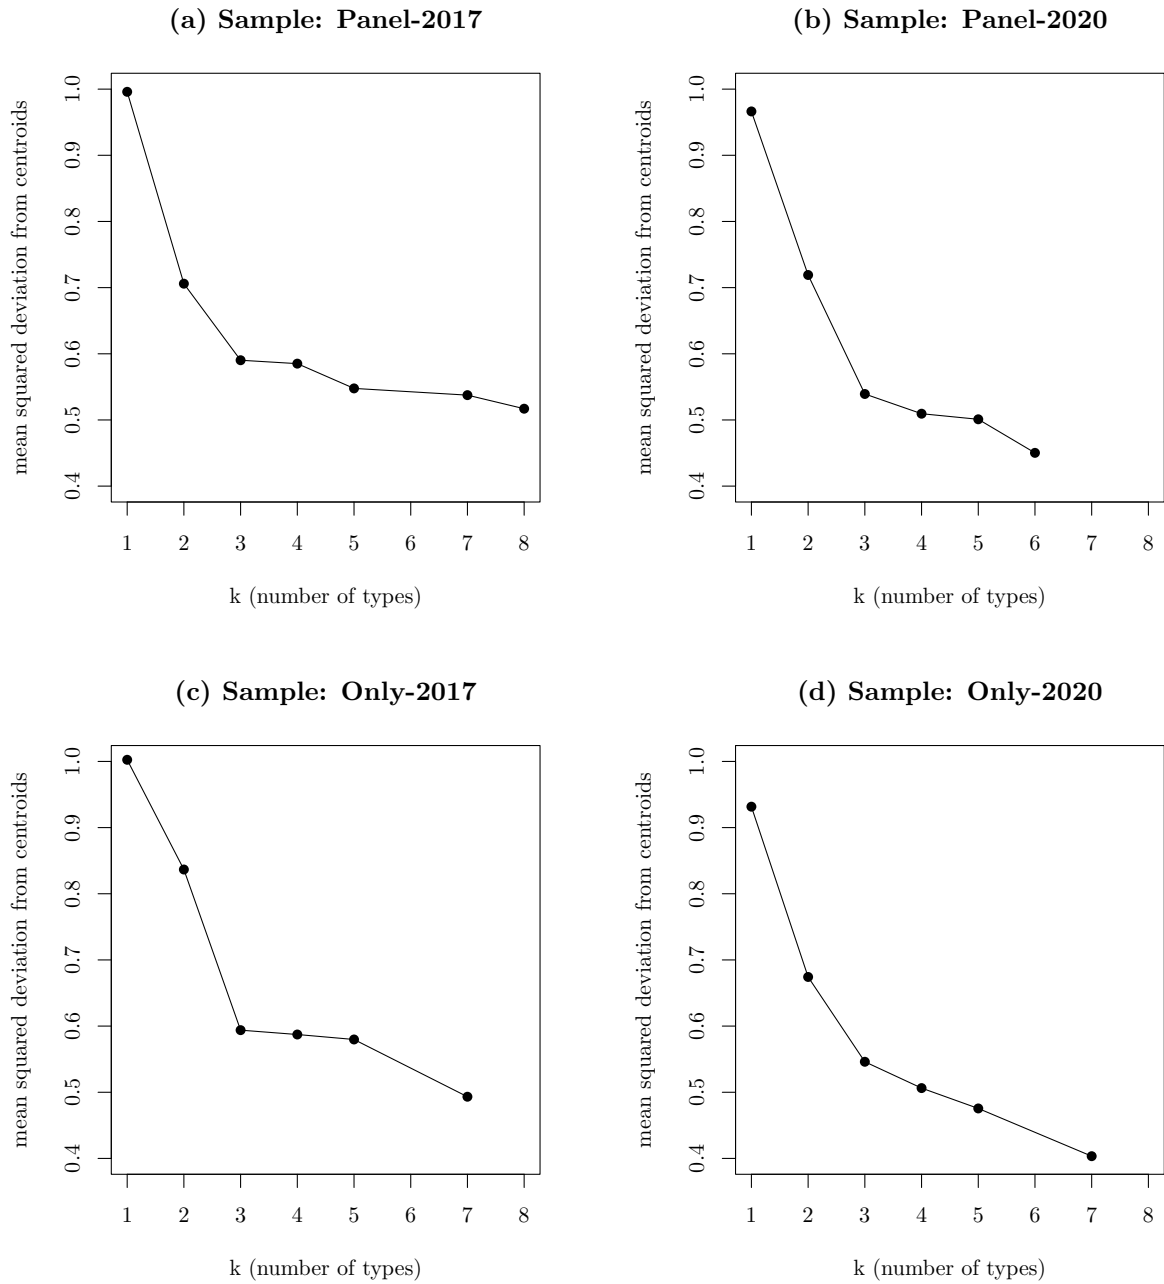 (a) Sample: Panel-2017
mean squared deviation from centroids
1.0
0.9
0.8
0.7
0.6
0.5
0.4
1 2 3 4 5 6 7 8
k (number of types)
(b) Sample: Panel-2020
mean squared deviation from centroids
1.0
0.9
0.8
0.7
0.6
0.5
0.4
1 2 3 4 5 6 7 8
k (number of types)
(c) Sample: Only-2017
mean squared deviation from centroids
1.0
0.9
0.8
0.7
0.6
0.5
0.4
1 2 3 4 5 6 7 8
k (number of types)
(d) Sample: Only-2020
mean squared deviation from centroids
1.0
0.9
0.8
0.7
0.6
0.5
0.4
1 2 3 4 5 6 7 8
k (number of types)